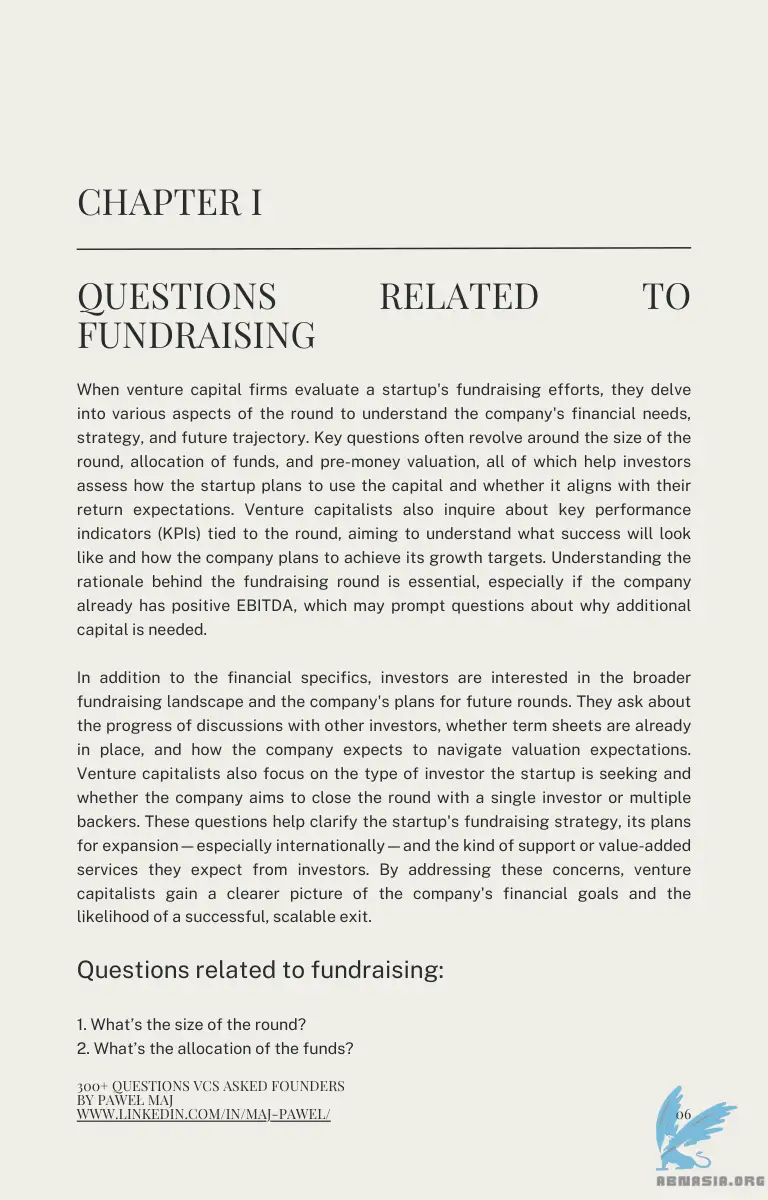 CHAPTER I
QUESTIONS RELATED TO
FUNDRAISING
When venture capital firms evaluate a startup's fundraising efforts, they delve
into various aspects of the round to understand the company's financial needs,
strategy, and future trajectory. Key questions often revolve around the size of the
round, allocation of funds, and pre-money valuation, all of which help investors
assess how the startup plans to use the capital and whether it aligns with their
return expectations. Venture capitalists also inquire about key performance
indicators (KPIs) tied to the round, aiming to understand what success will look
like and how the company plans to achieve its growth targets. Understanding the
rationale behind the fundraising round is essential, especially if the company
already has positive EBITDA, which may prompt questions about why additional
capital is needed.
In addition to the financial specifics, investors are interested in the broader
fundraising landscape and the company's plans for future rounds. They ask about
the progress of discussions with other investors, whether term sheets are already
in place, and how the company expects to navigate valuation expectations.
Venture capitalists also focus on the type of investor the startup is seeking and
whether the company aims to close the round with a single investor or multiple
backers. These questions help clarify the startup's fundraising strategy, its plans
for expansion—especially internationally—and the kind of support or value-added
services they expect from investors. By addressing these concerns, venture
capitalists gain a clearer picture of the company's financial goals and the
likelihood of a successful, scalable exit.
Questions related to fundraising:
1. What's the size of the round?
2. What's the allocation of the funds?
300+ QUESTIONS VCS ASKED FOUNDERS
BY PAWEŁ MAJ
WWW.LINKEDIN.COM/IN/MAJ-PAWEL/
06
ABNASIA.ORG